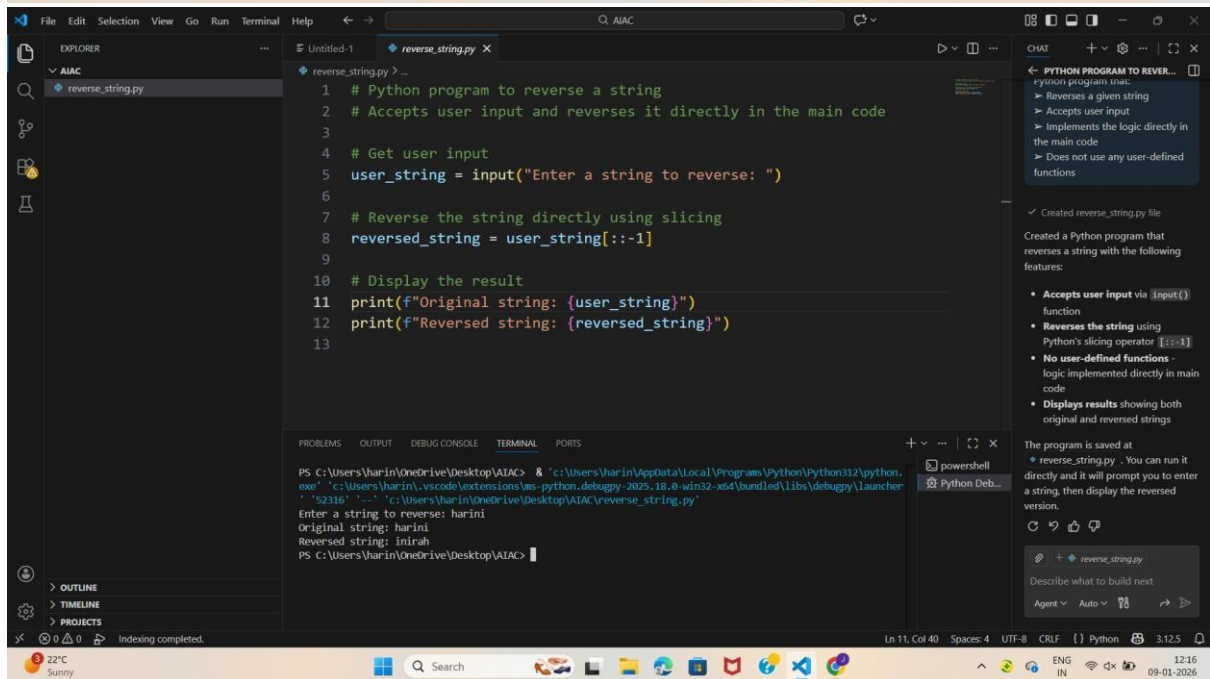 File Edit Selection View Go Run Terminal Help
AIAC
EXPLORER
AIAC
reverse_string.py
OUTLINE
TIMELINE
PROJECTS
Untitled-1
reverse_string.py
reverse_string.py > ...
1 # Python program to reverse a string
2 # Accepts user input and reverses it directly in the main code
3
4 # Get user input
5 user_string = input("Enter a string to reverse: ")
6
7 # Reverse the string directly using slicing
8 reversed_string = user_string[::-1]
9
10 # Display the result
11 print(f"Original string: {user_string}")
12 print(f"Reversed string: {reversed_string}")
13
PROBLEMS OUTPUT DEBUG CONSOLE TERMINAL PORTS
PS C:\Users\harin\OneDrive\Desktop\AIAC> & 'c:\Users\harin\AppData\Local\Programs\Python\Python312\python.
exe' 'c:\Users\harin\.vscode\extensions\ms-python.debugpy-2025.18.0-win32-x64\bundled\libs\debugpy\launcher
' '52316' '--' 'c:\Users\harin\OneDrive\Desktop\AIAC\reverse_string.py'
Enter a string to reverse: harini
Original string: harini
Reversed string: inirah
PS C:\Users\harin\OneDrive\Desktop\AIAC>
powershell
Python Deb...
CHAT
PYTHON PROGRAM TO REVER...
Python program that:
➢ Reverses a given string
➢ Accepts user input
➢ Implements the logic directly in
the main code
➢ Does not use any user-defined
functions
✓ Created reverse_string.py file
Created a Python program that
reverses a string with the following
features:
• Accepts user input via input()
function
• Reverses the string using
Python's slicing operator [::-1]
• No user-defined functions -
logic implemented directly in main
code
• Displays results showing both
original and reversed strings
The program is saved at
reverse_string.py . You can run it
directly and it will prompt you to enter
a string, then display the reversed
version.
+ reverse_string.py
Describe what to build next
Agent Auto
0 0 Indexing completed.
Ln 11, Col 40 Spaces: 4 UTF-8 CRLF {} Python 3.12.5
3
22°C
Sunny
Search
ENG
IN
12:16
09-01-2026